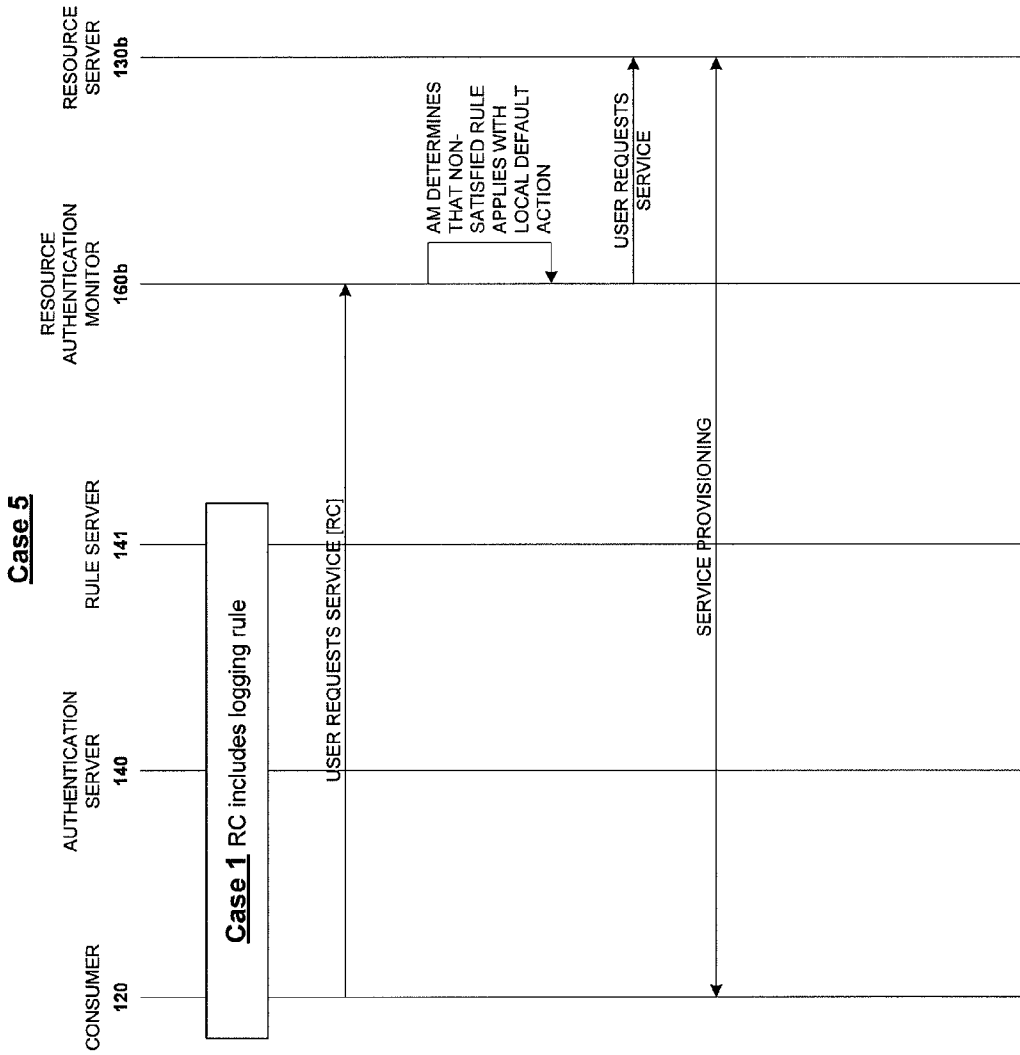 Case 5
CONSUMER
120
AUTHENTICATION
SERVER
140
RULE SERVER
141
RESOURCE
AUTHENTICATION
MONITOR
160b
RESOURCE
SERVER
130b
Case 1 RC includes logging rule
USER REQUESTS SERVICE [RC]
AM DETERMINES
THAT NON-
SATISFIED RULE
APPLIES WITH
LOCAL DEFAULT
ACTION
USER REQUESTS
SERVICE
SERVICE PROVISIONING